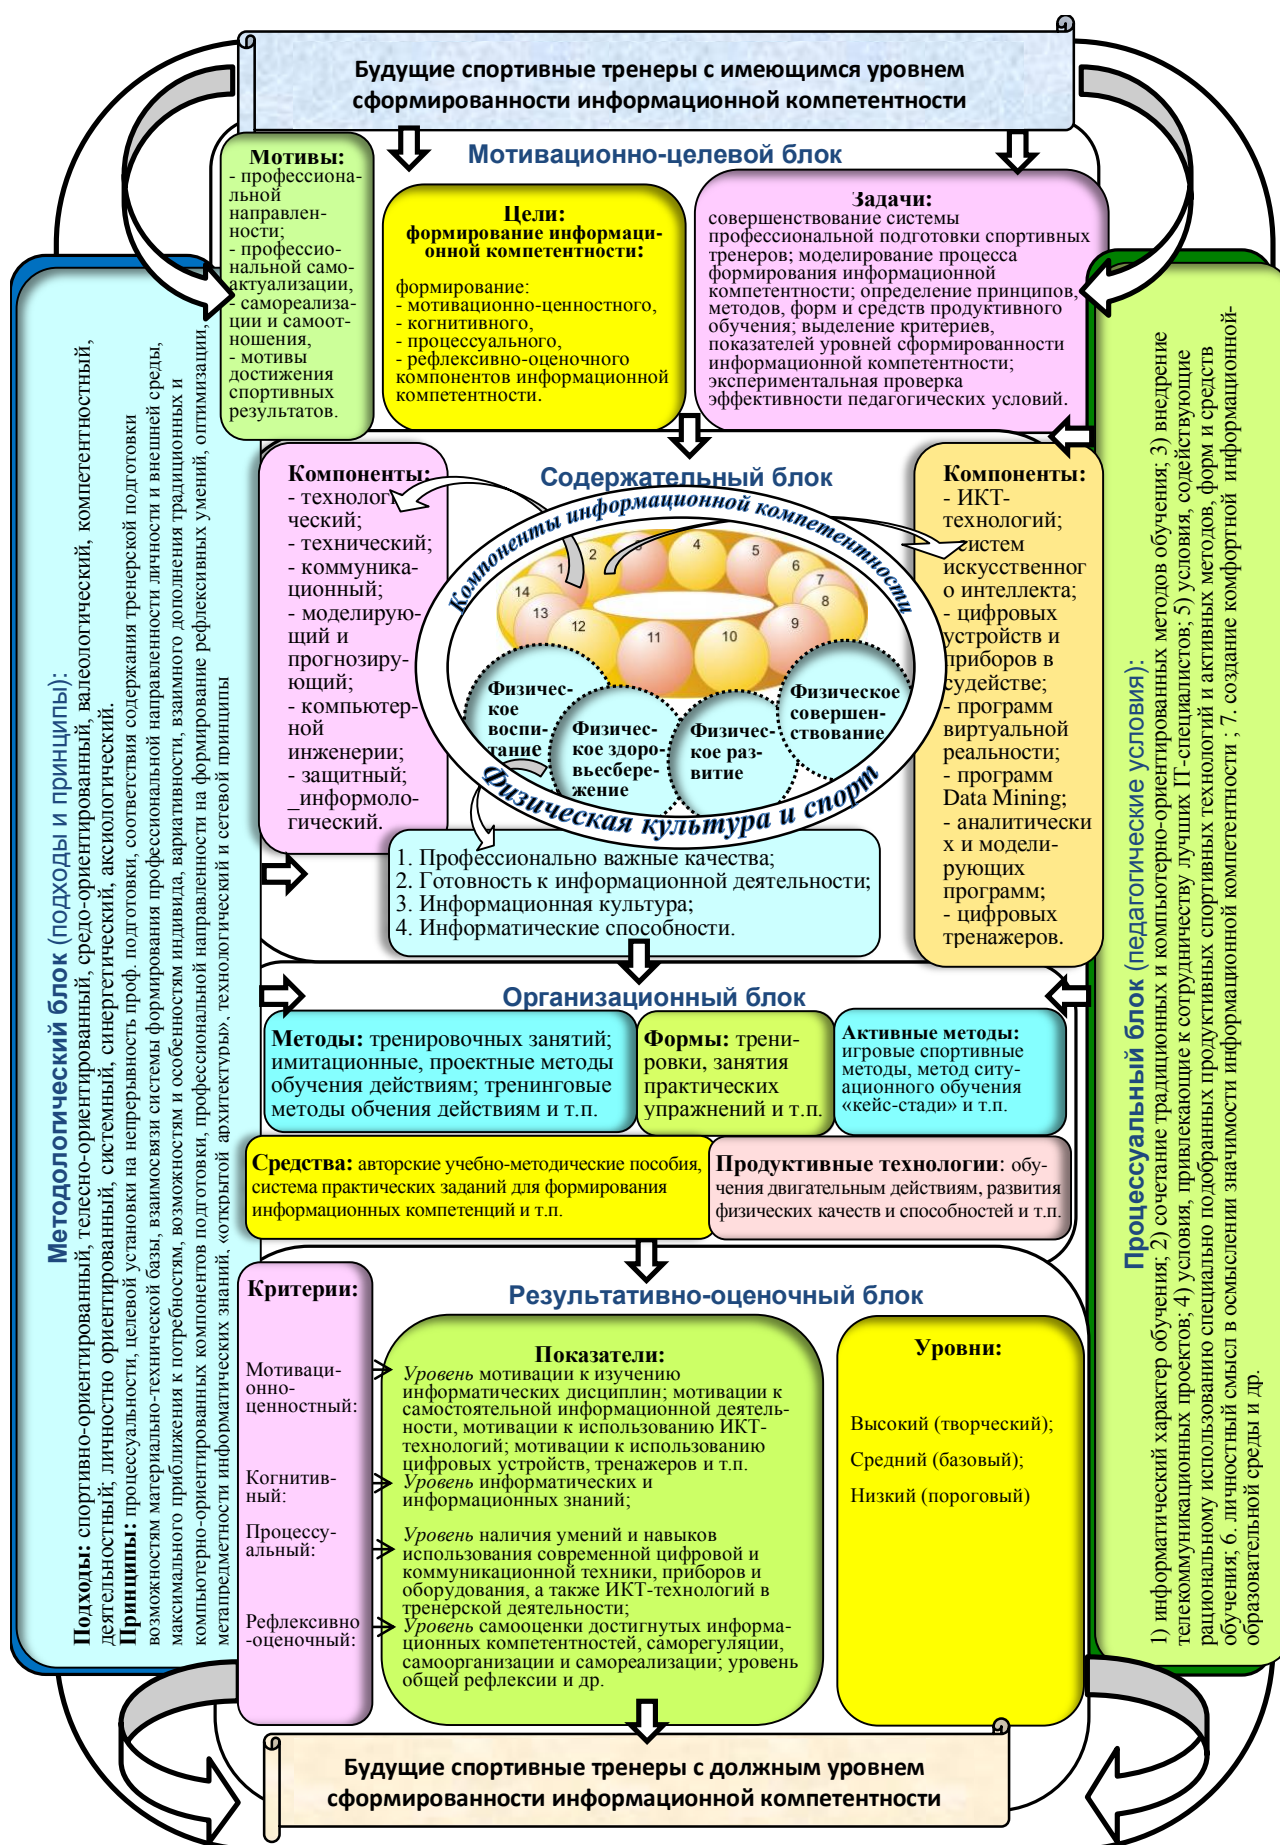 Будущие спортивные тренеры с имеющимся уровнем
сформированности информационной компетентности
Мотивационно-целевой блок
Мотивы:
- профессиона-
льной
направлен-
ности;
- профессио-
нальной само-
актуализации,
- самореализа-
ции и самоот-
ношения,
- мотивы
достижения
спортивных
результатов.
Цели:
формирование информаци-
онной компетентности:
формирование:
- мотивационно-ценностного,
- когнитивного,
- процессуального,
- рефлексивно-оценочного
компонентов информационной
компетентности.
Задачи:
совершенствование системы
профессиональной подготовки спортивных
тренеров; моделирование процесса
формирования информационной
компетентности; определение принципов,
методов, форм и средств продуктивного
обучения; выделение критериев,
показателей уровней сформированности
информационной компетентности;
экспериментальная проверка
эффективности педагогических условий.
Методологический блок (подходы и принципы):
Подходы: спортивно-ориентированный, телесно-ориентированный, средо-ориентированный, валеологический, компетентностный,
деятельностный; личностно ориентированный, системный, синергетический, аксиологический.
Принципы: процессуальности, целевой установки на непрерывность проф. подготовки, соответствия содержания тренерской подготовки
возможностям материально-технической базы, взаимосвязи системы формирования профессиональной направленности личности и внешней среды,
максимального приближения к потребностям, возможностям и особенностям индивида, вариативности, взаимного дополнения традиционных и
компьютерно-ориентированных компонентов подготовки, профессиональной направленности на формирование рефлексивных умений, оптимизации,
метапредметности информатических знаний, «открытой архитектуры», технологический и сетевой принципы
Содержательный блок
Компоненты:
- технологи-
ческий;
- технический;
- коммуника-
ционный;
- моделирую-
щий и
прогнозиру-
ющий;
- компьютер-
ной
инженерии;
- защитный;
_информоло-
гический.
Компоненты информационной компетентности
1
2
3
4
5
6
7
8
9
10
11
12
13
14
Физичес-
кое
воспи-
тание
Физичес-
кое здоро-
вьесбере-
жение
Физичес-
кое раз-
витие
Физическое
совершен-
ствование
Физическая культура и спорт
Компоненты:
- ИКТ-
технологий;
- систем
искусственног
о интеллекта;
- цифровых
устройств и
приборов в
судействе;
- программ
виртуальной
реальности;
- программ
Data Mining;
- аналитически
х и модели-
рующих
программ;
- цифровых
тренажеров.
1. Профессионально важные качества;
2. Готовность к информационной деятельности;
3. Информационная культура;
4. Информатические способности.
Процессуальный блок (педагогические условия):
1) информатический характер обучения; 2) сочетание традиционных и компьютерно-ориентированных методов обучения; 3) внедрение
телекоммуникационных проектов; 4) условия, привлекающие к сотрудничеству лучших IT-специалистов; 5) условия, содействующие
рациональному использованию специально подобранных продуктивных спортивных технологий и активных методов, форм и средств
обучения; 6. личностный смысл в осмыслении значимости информационной компетентности ; 7. создание комфортной информационной-
образовательной среды и др.
Организационный блок
Методы: тренировочных занятий;
имитационные, проектные методы
обучения действиям; тренинговые
методы обчения действиям и т.п.
Формы: трени-
ровки, занятия
практических
упражнений и т.п.
Активные методы:
игровые спортивные
методы, метод ситу-
ационного обучения
«кейс-стади» и т.п.
Средства: авторские учебно-методические пособия,
система практических заданий для формирования
информационных компетенций и т.п.
Продуктивные технологии: обу-
чения двигательным действиям, развития
физических качеств и способностей и т.п.
Результативно-оценочный блок
Критерии:
Мотиваци-
онно-
ценностный:
Когнитив-
ный:
Процессу-
альный:
Рефлексивно
-оценочный:
Показатели:
Уровень мотивации к изучению
информатических дисциплин; мотивации к
самостоятельной информационной деятель-
ности, мотивации к использованию ИКТ-
технологий; мотивации к использованию
цифровых устройств, тренажеров и т.п.
Уровень информатических и
информационных знаний;
Уровень наличия умений и навыков
использования современной цифровой и
коммуникационной техники, приборов и
оборудования, а также ИКТ-технологий в
тренерской деятельности;
Уровень самооценки достигнутых информа-
ционных компетентностей, саморегуляции,
самоорганизации и самореализации; уровень
общей рефлексии и др.
Уровни:
Высокий (творческий);
Средний (базовый);
Низкий (пороговый)
Будущие спортивные тренеры с должным уровнем
сформированности информационной компетентности